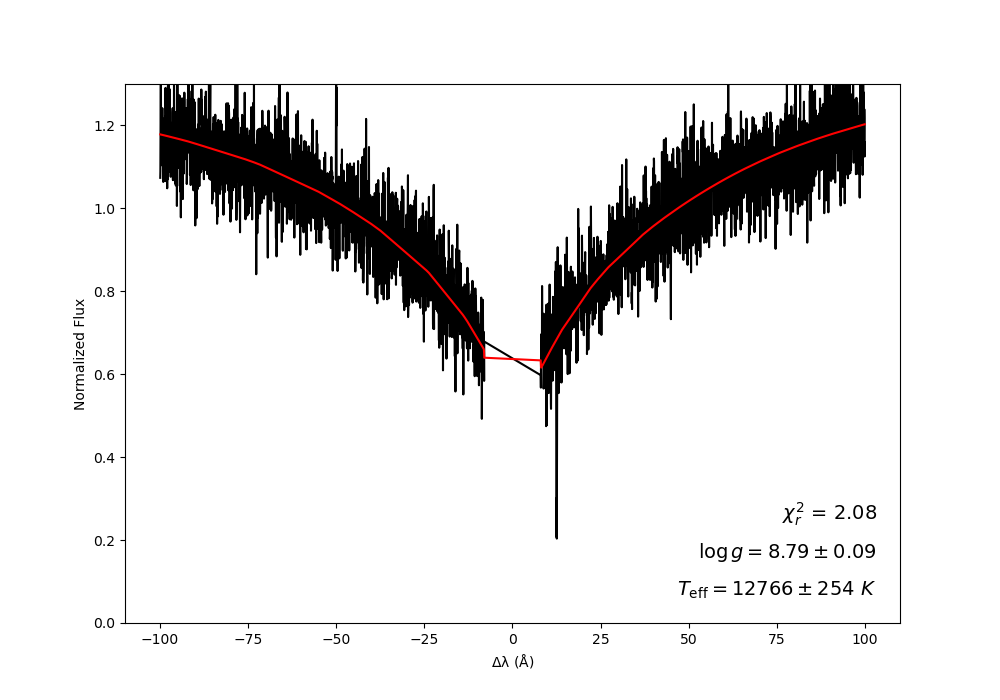 Normalized Flux
1.2
1.0
0.8
0.6
0.4
0.2
0.0
χ²ᵣ = 2.08
log g = 8.79 ± 0.09
T_eff = 12766 ± 254 K
−100 −75 −50 −25 0 25 50 75 100
Δλ (Å)